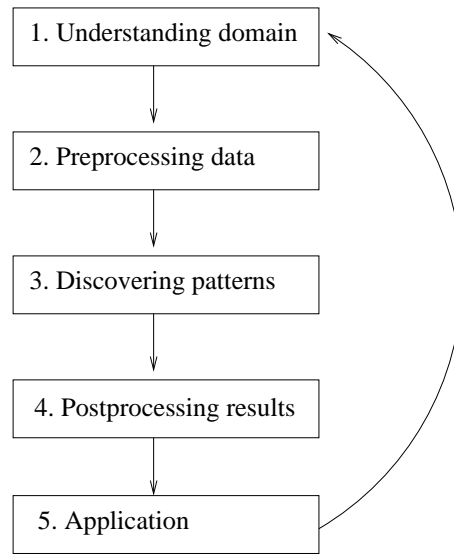 1. Understanding domain
2. Preprocessing data
3. Discovering patterns
4. Postprocessing results
5. Application